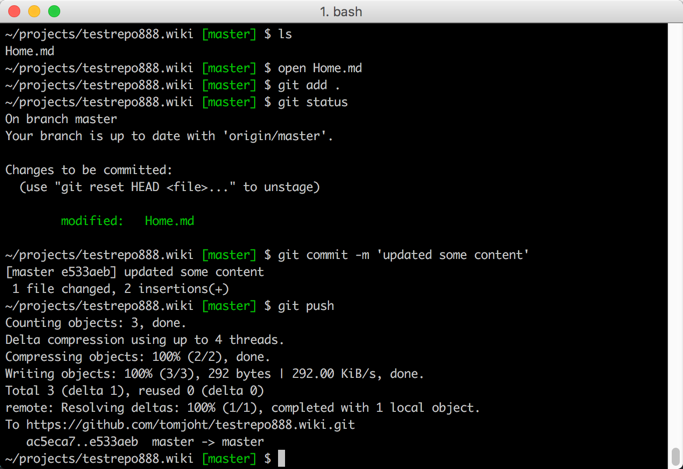 1. bash
~/projects/testrepo888.wiki [master] $ ls
Home.md
~/projects/testrepo888.wiki [master] $ open Home.md
~/projects/testrepo888.wiki [master] $ git add .
~/projects/testrepo888.wiki [master] $ git status
On branch master
Your branch is up to date with 'origin/master'.
Changes to be committed:
(use "git reset HEAD <file>..." to unstage)
modified: Home.md
~/projects/testrepo888.wiki [master] $ git commit -m 'updated some content'
[master e533aeb] updated some content
1 file changed, 2 insertions(+)
~/projects/testrepo888.wiki [master] $ git push
Counting objects: 3, done.
Delta compression using up to 4 threads.
Compressing objects: 100% (2/2), done.
Writing objects: 100% (3/3), 292 bytes | 292.00 KiB/s, done.
Total 3 (delta 1), reused 0 (delta 0)
remote: Resolving deltas: 100% (1/1), completed with 1 local object.
To https://github.com/tomjoht/testrepo888.wiki.git
ac5eca7..e533aeb master -> master
~/projects/testrepo888.wiki [master] $